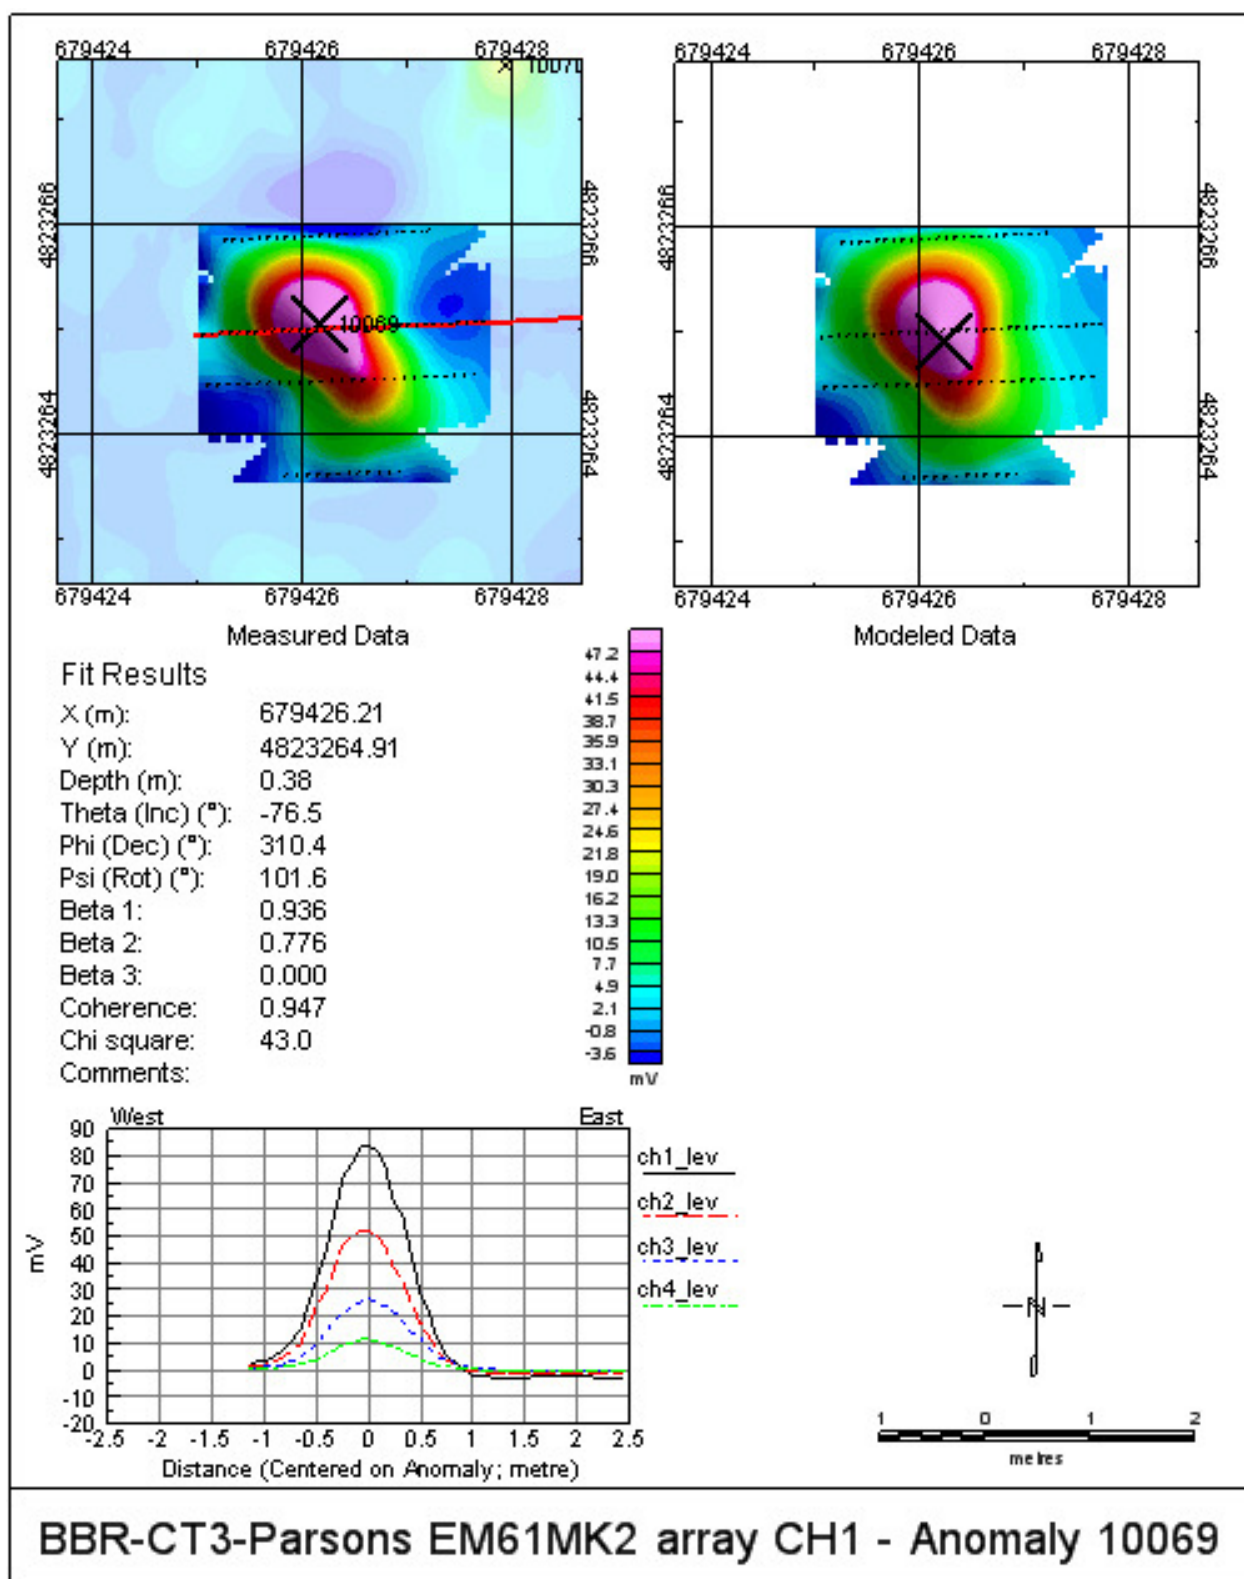 679424 679426 679428
679424 679426 679428
10070
4823266
4823266
4823266
4823266
10069
4823264
4823264
4823264
4823264
679424 679426 679428
679424 679426 679428
Measured Data
Modeled Data
Fit Results
X (m): 679426.21
Y (m): 4823264.91
Depth (m): 0.38
Theta (Inc) (°): -76.5
Phi (Dec) (°): 310.4
Psi (Rot) (°): 101.6
Beta 1: 0.936
Beta 2: 0.776
Beta 3: 0.000
Coherence: 0.947
Chi square: 43.0
Comments:
47.2
44.4
41.5
38.7
35.9
33.1
30.3
27.4
24.6
21.8
19.0
16.2
13.3
10.5
7.7
4.9
2.1
-0.8
-3.6
mV
West East
90
80
70
60
50
40
30
20
10
0
-10
-20
mV
-2.5 -2 -1.5 -1 -0.5 0 0.5 1 1.5 2 2.5
Distance (Centered on Anomaly; metre)
ch1_lev
ch2_lev
ch3_lev
ch4_lev
N
1 0 1 2
metres
BBR-CT3-Parsons EM61MK2 array CH1 - Anomaly 10069